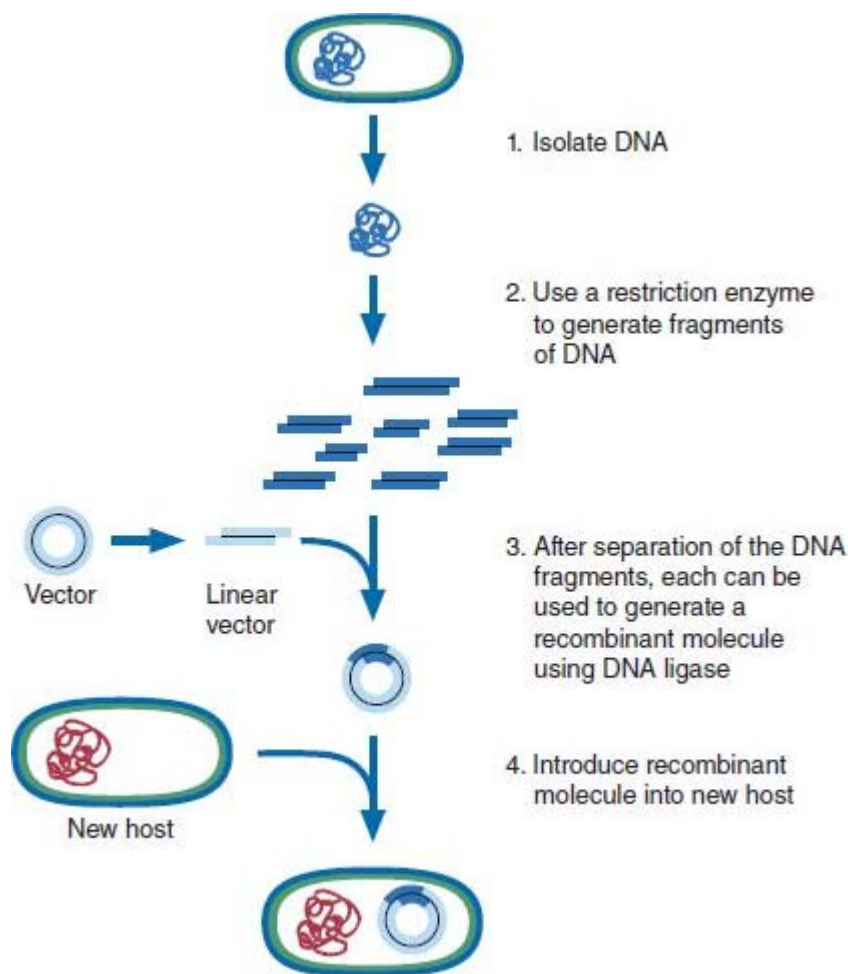 1. Isolate DNA
2. Use a restriction enzyme
to generate fragments
of DNA
Vector
Linear
vector
3. After separation of the DNA
fragments, each can be
used to generate a
recombinant molecule
using DNA ligase
New host
4. Introduce recombinant
molecule into new host